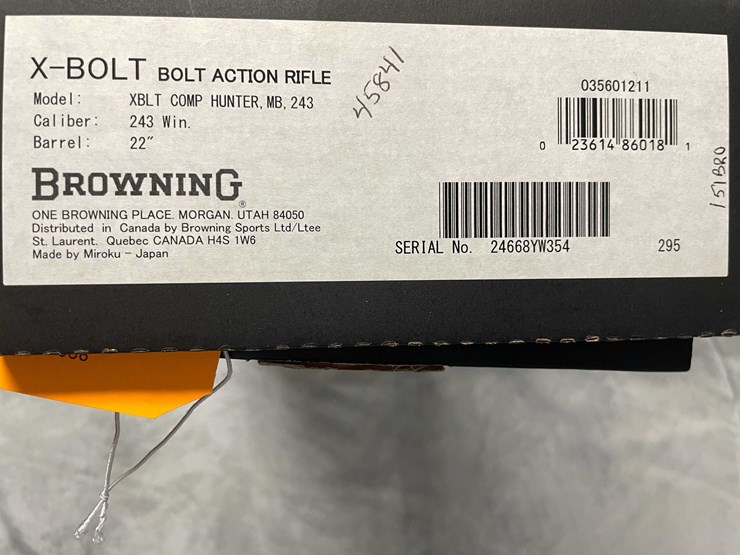 X-BOLT BOLT ACTION RIFLE
Model: XBLT COMP HUNTER, MB, 243
Caliber: 243 Win.
Barrel: 22"
BROWNING®
ONE BROWNING PLACE. MORGAN. UTAH 84050
Distributed in Canada by Browning Sports Ltd/Ltee
St. Laurent. Quebec CANADA H4S 1W6
Made by Miroku - Japan
45841
035601211
0 23614 86018 1
SERIAL No. 24668YW354
295
151BRO